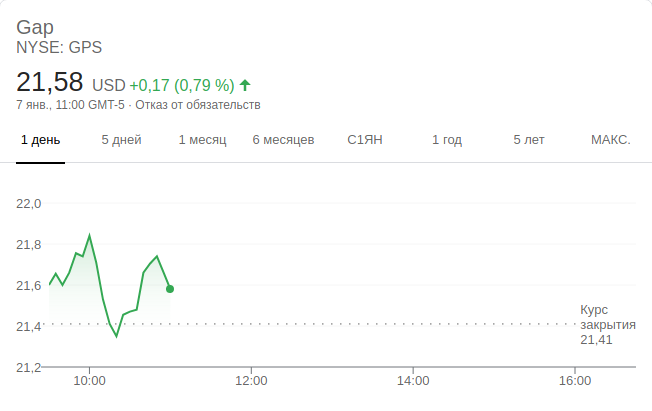 Gap
NYSE: GPS
21,58 USD +0,17 (0,79 %)
7 янв., 11:00 GMT-5 · Отказ от обязательств
1 день 5 дней 1 месяц 6 месяцев С1ЯН 1 год 5 лет МАКС.
22,0
21,8
21,6
21,4
21,2
Курс
закрытия
21,41
10:00 12:00 14:00 16:00